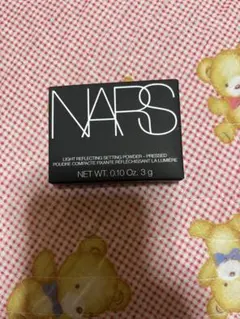 NARS
LIGHT REFLECTING SETTING POWDER - PRESSED
POUDRE COMPACTE FIXANTE RÉFLÉCHISSANT LA LUMIÈRE
NET WT. 0.10 Oz. 3 g